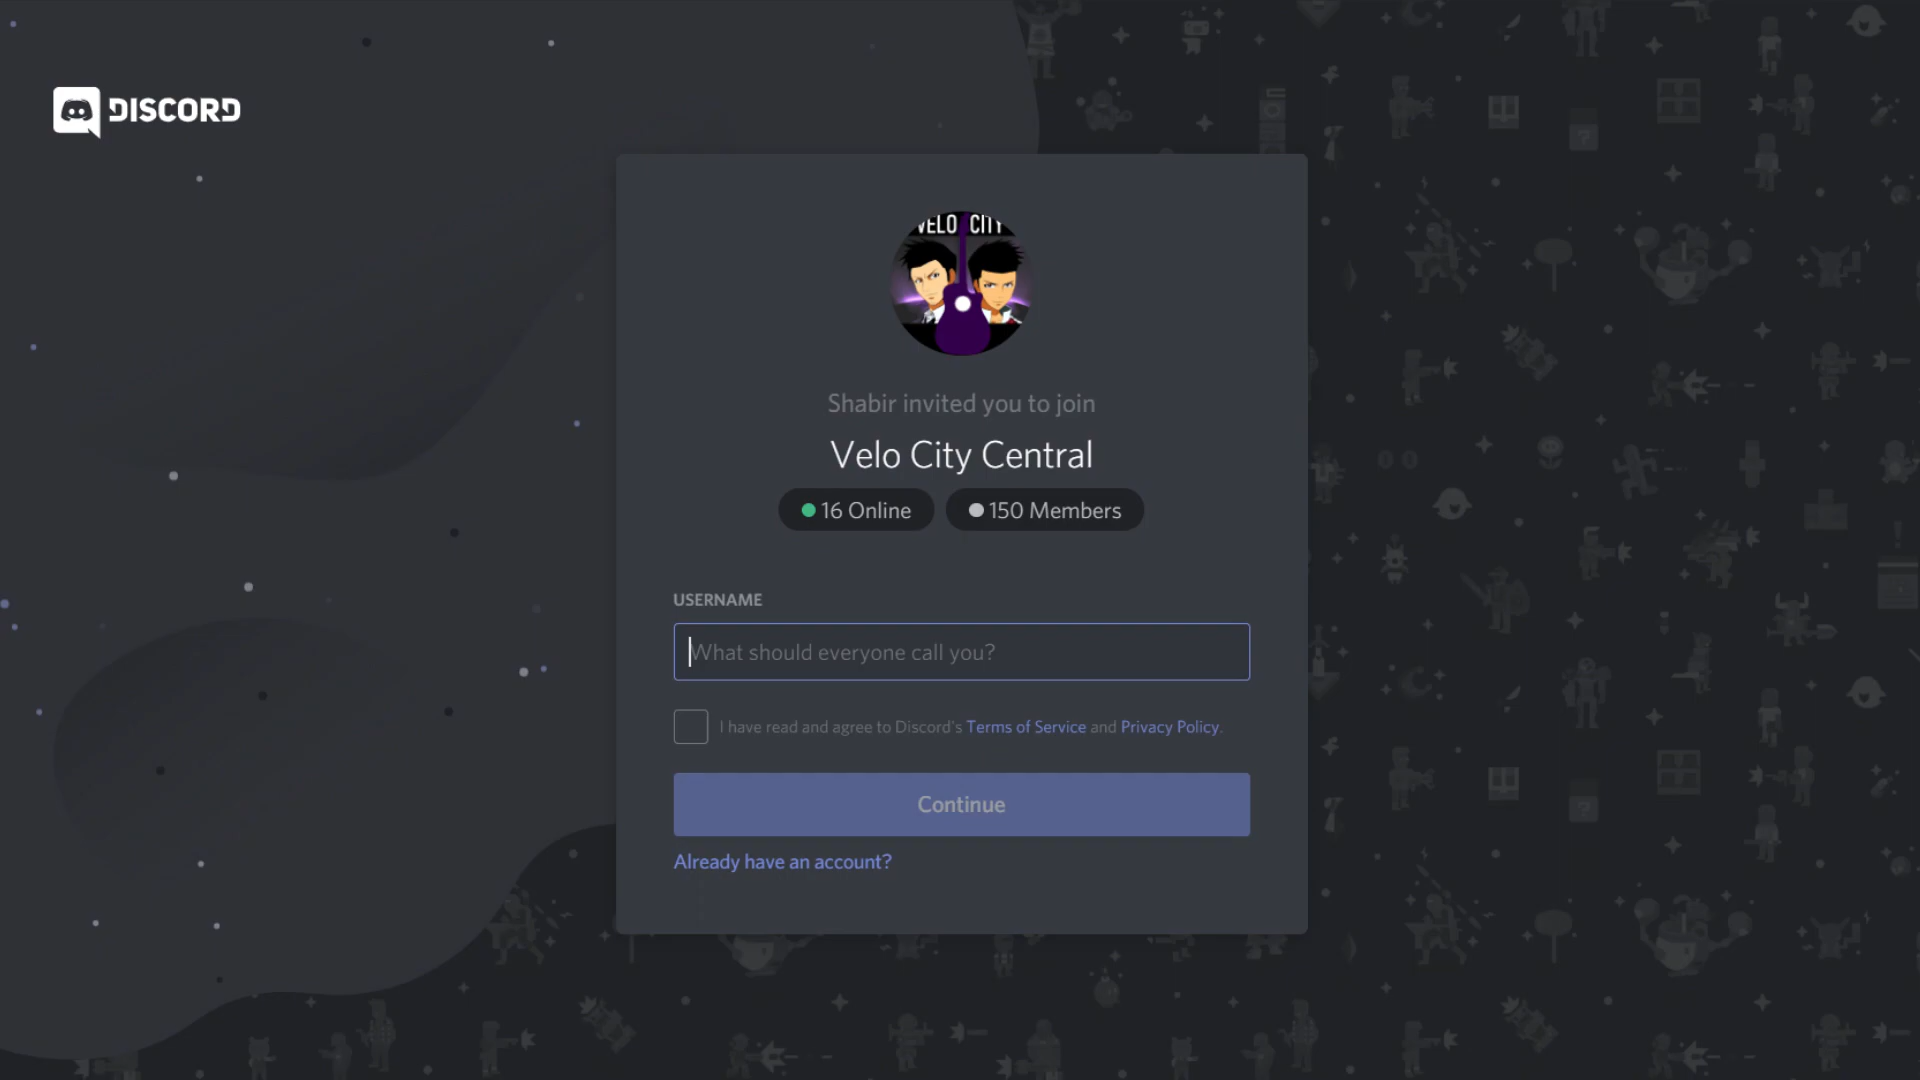 DISCORD
VELO CITY
Shabir invited you to join
Velo City Central
16 Online
150 Members
USERNAME
What should everyone call you?
I have read and agree to Discord's Terms of Service and Privacy Policy.
Continue
Already have an account?